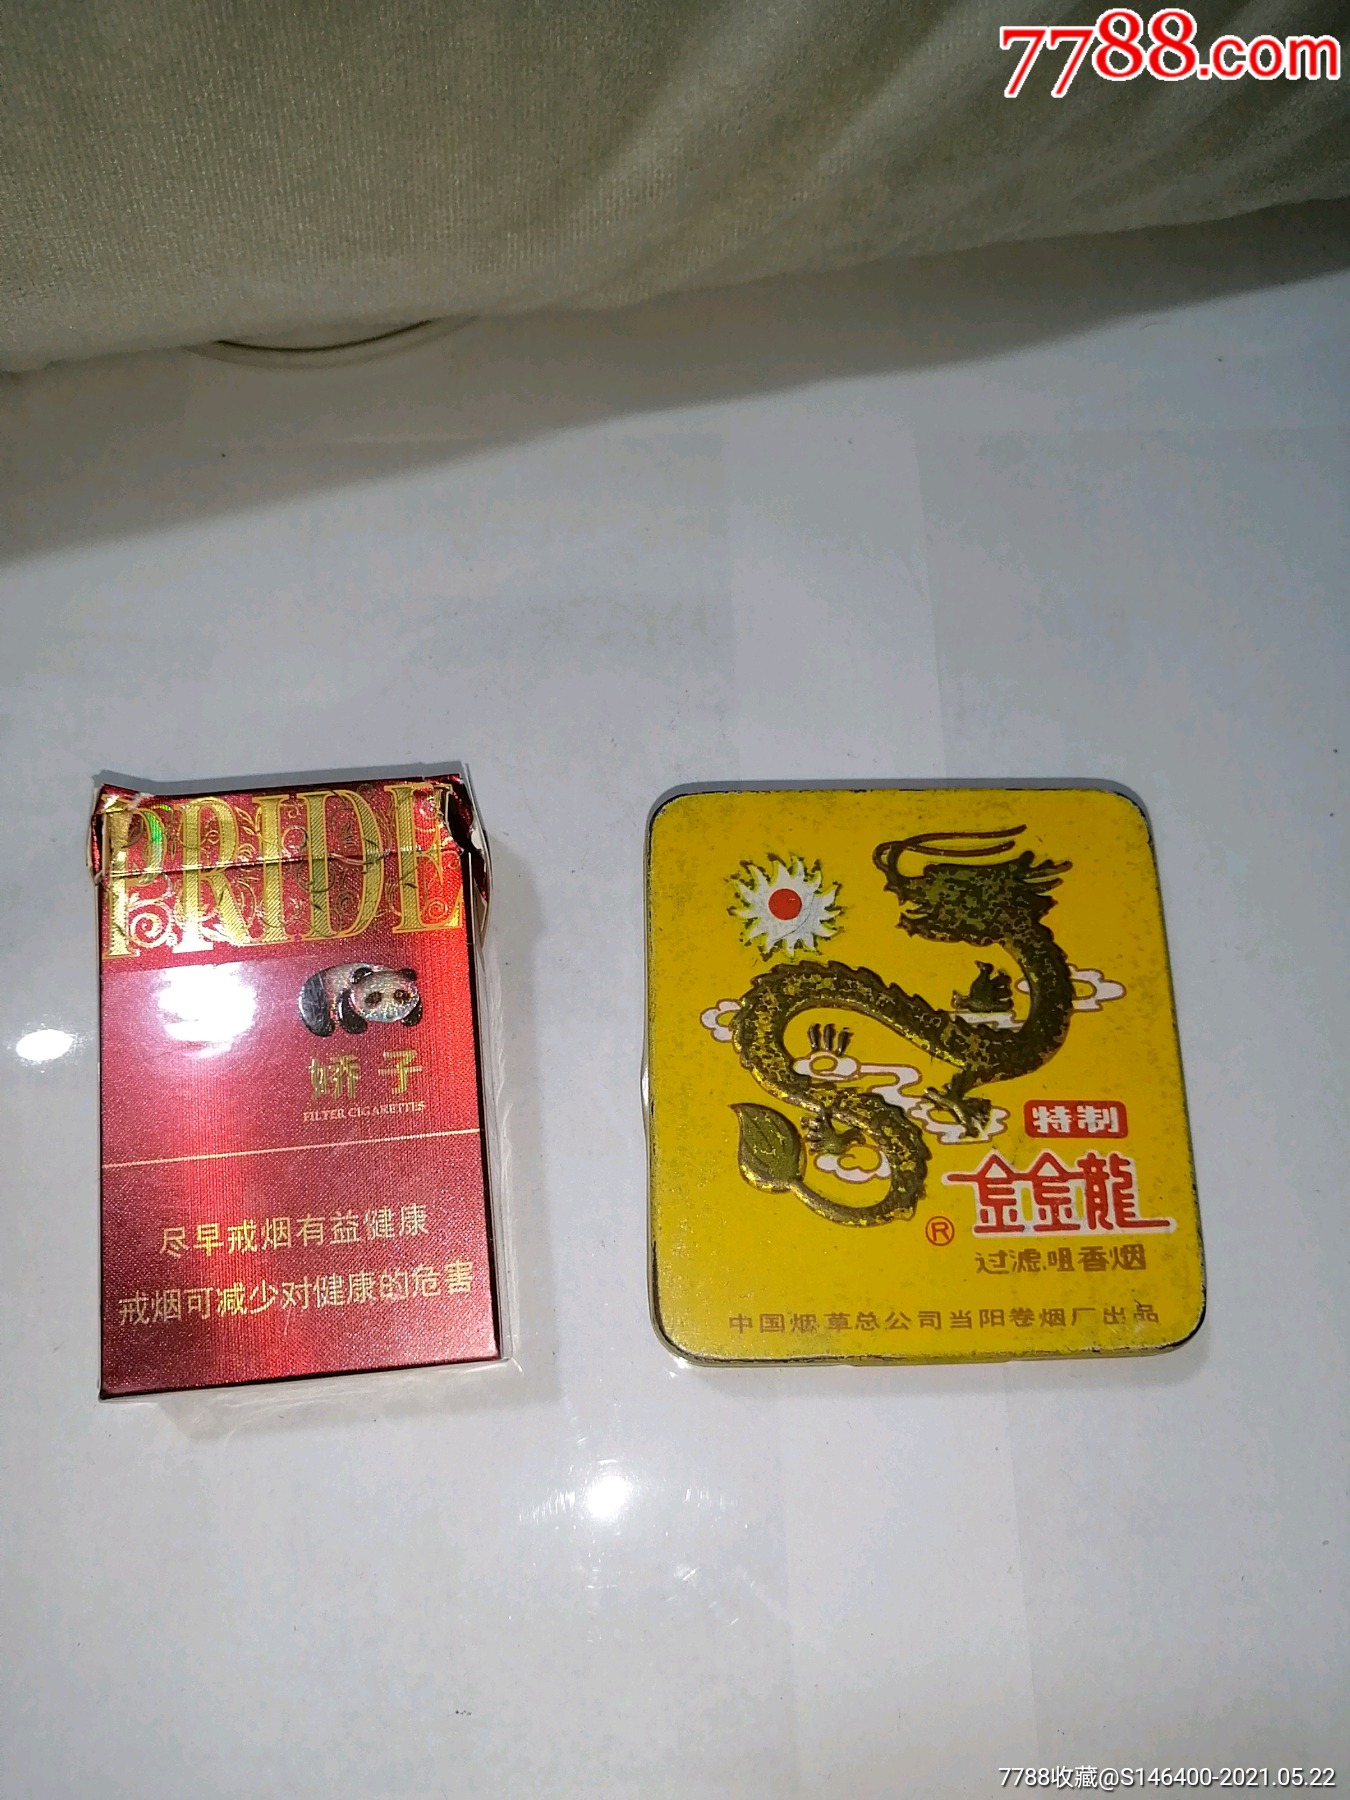 7788.com
PRIDE
娇子
FILTER CIGARETTES
尽早戒烟有益健康
戒烟可减少对健康的危害
特制
金金龍
®
过滤咀香烟
中国烟草总公司当阳卷烟厂出品
7788收藏@S146400-2021.05.22